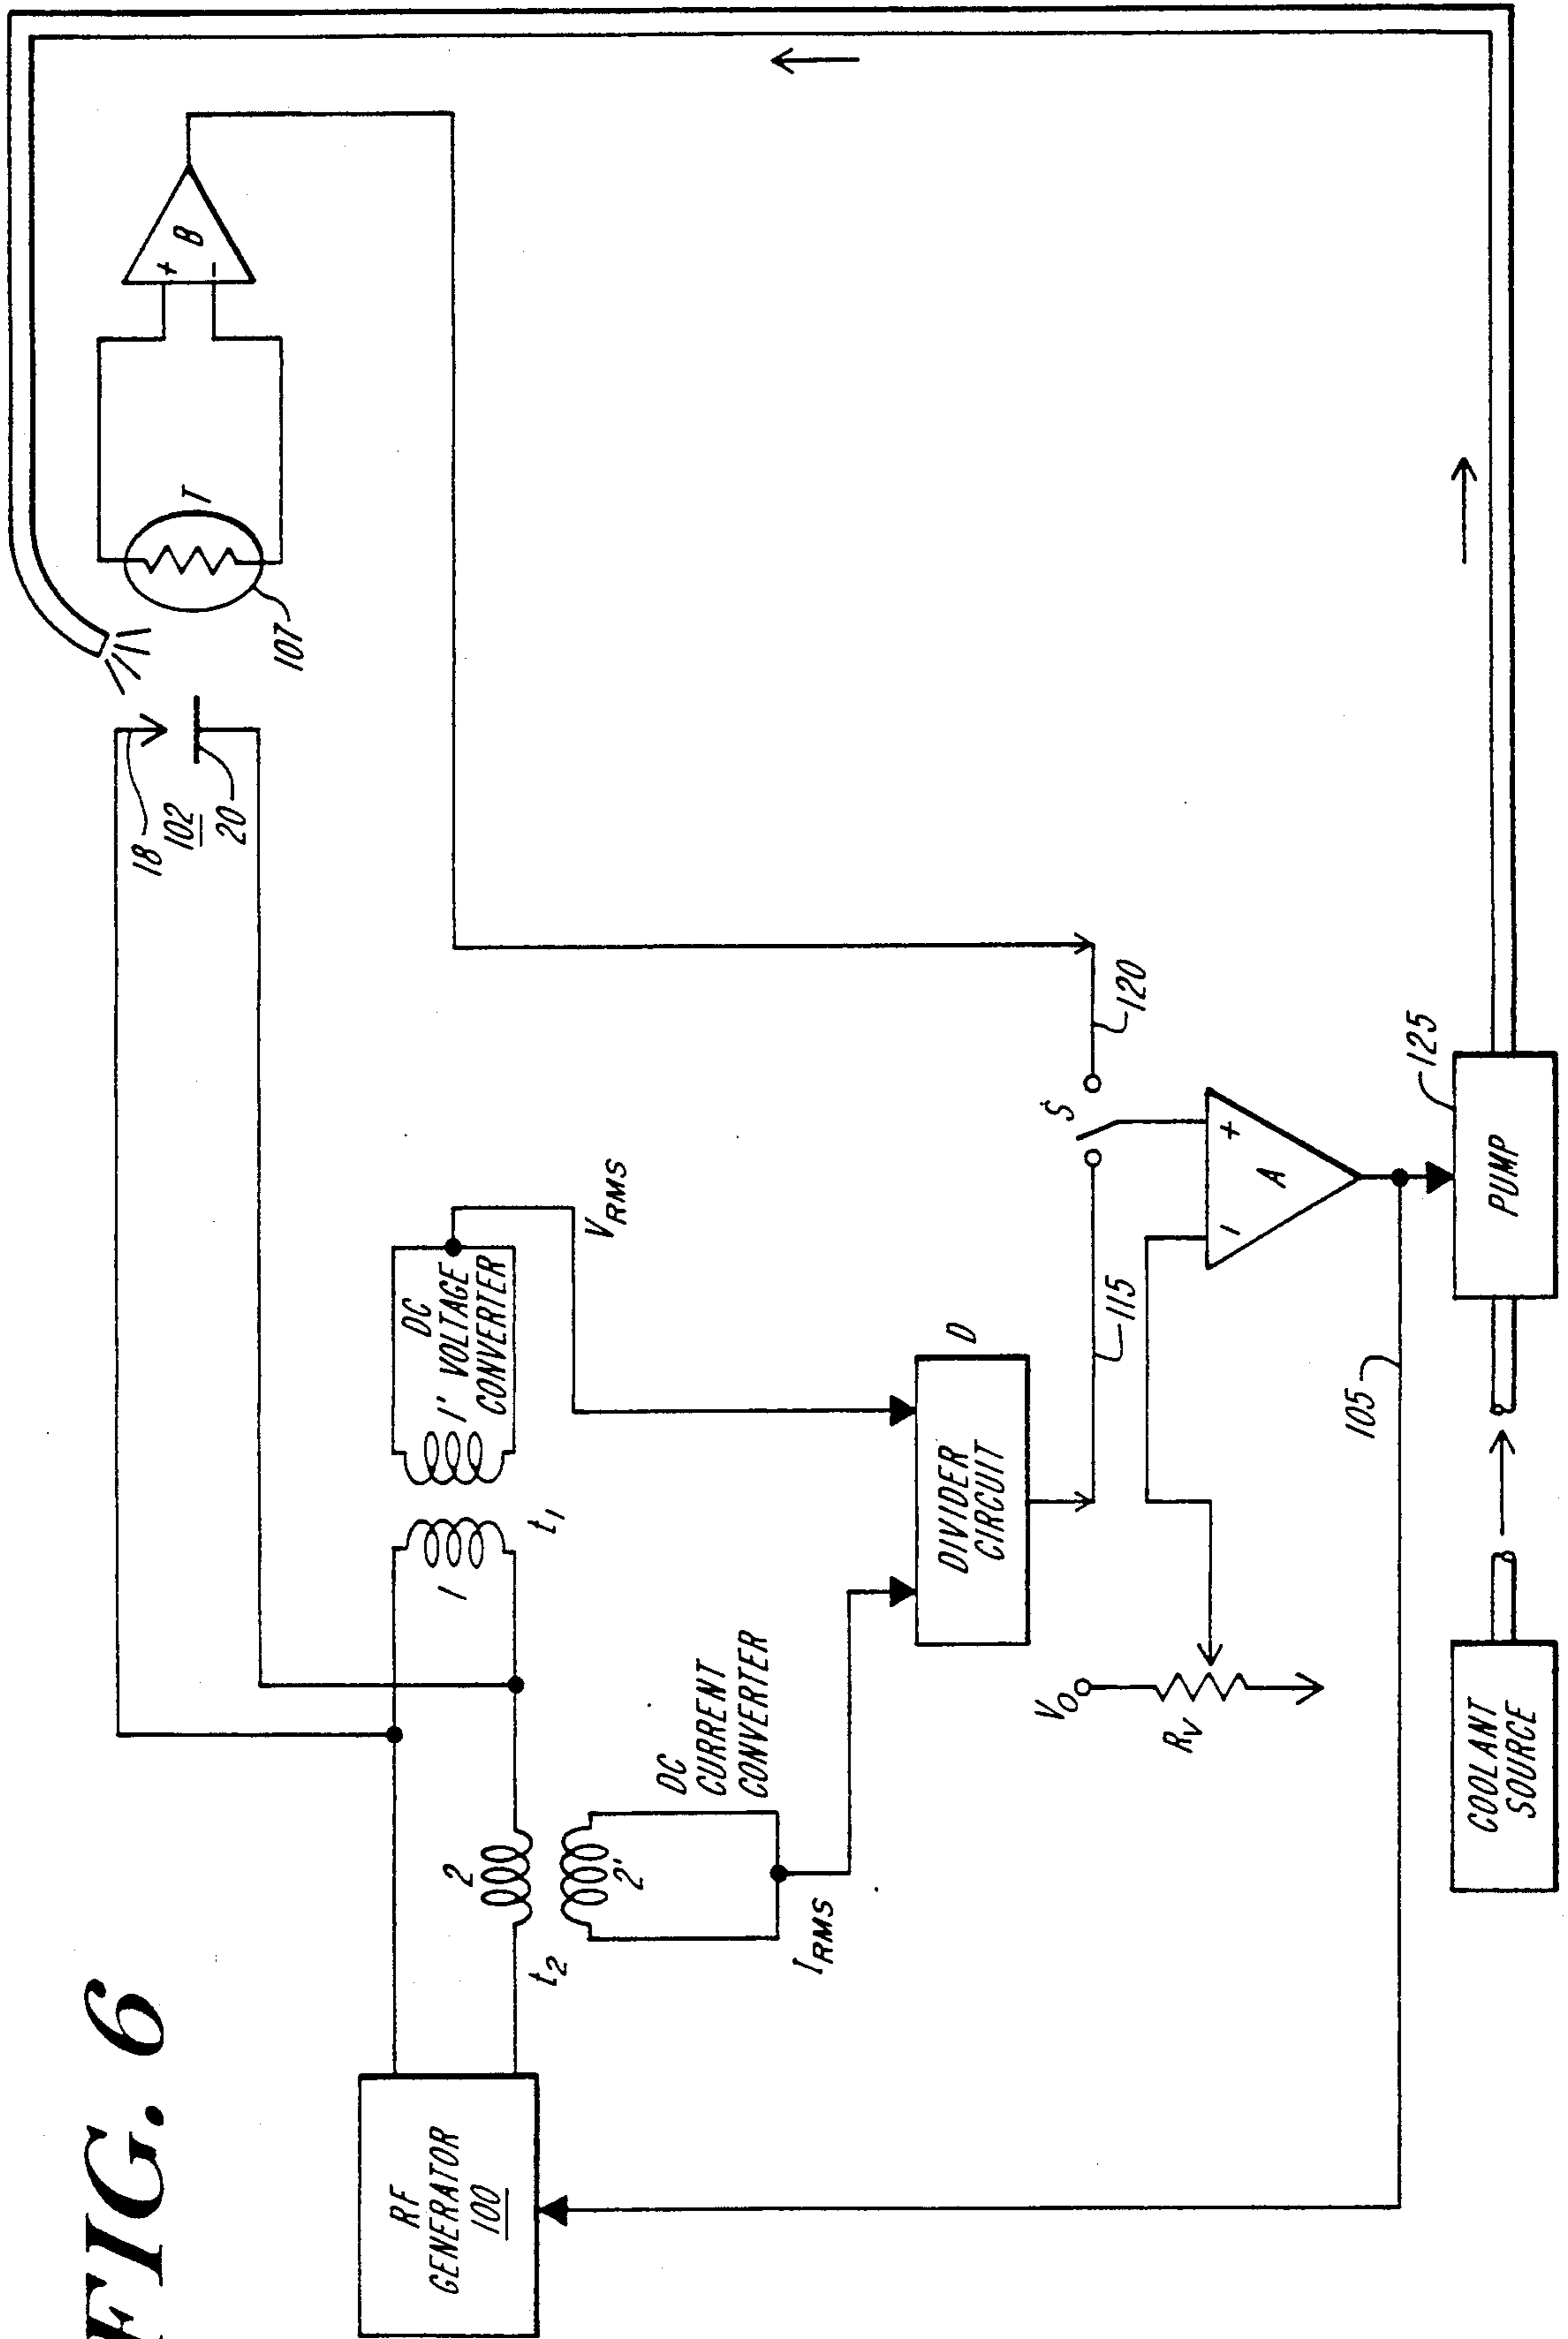 FIG. 6
RF
GENERATOR
100
2
2'
t2
IRMS
DC
CURRENT
CONVERTER
1
t1
DC
1' VOLTAGE
CONVERTER
VRMS
18
102
20
107
T
+
B
-
DIVIDER
CIRCUIT
D
115
S
120
VO
RV
-
A
+
105
COOLANT
SOURCE
PUMP
125